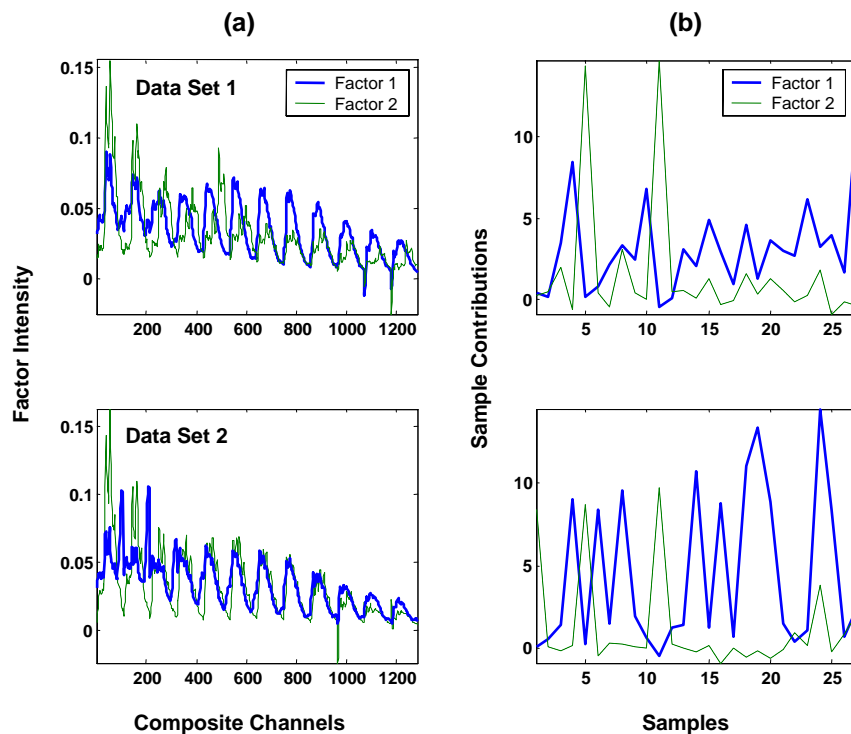 (a)
(b)
Factor Intensity
0.15
0.1
0.05
0
Data Set 1
Factor 1
Factor 2
200 400 600 800 1000 1200
Sample Contributions
10
5
0
Factor 1
Factor 2
5 10 15 20 25
0.15
0.1
0.05
0
Data Set 2
200 400 600 800 1000 1200
Composite Channels
10
5
0
5 10 15 20 25
Samples